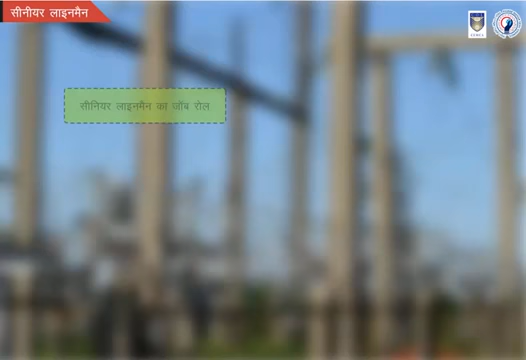 सीनीयर लाइनमैन
सीनियर लाइनमैन का जॉब रोल